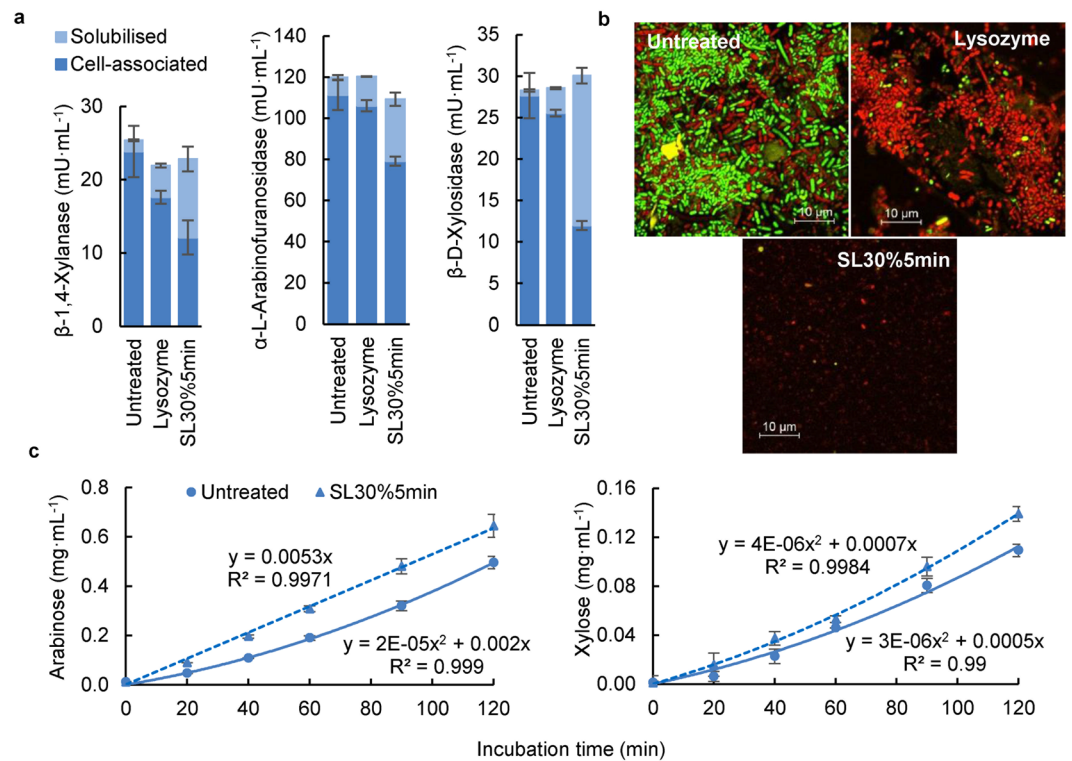 a
Solubilised
Cell-associated
β-1,4-Xylanase (mU·mL⁻¹)
30
20
10
0
Untreated
Lysozyme
SL30%5min
α-L-Arabinofuranosidase (mU·mL⁻¹)
140
120
100
80
60
40
20
0
Untreated
Lysozyme
SL30%5min
β-D-Xylosidase (mU·mL⁻¹)
35
30
25
20
15
10
5
0
Untreated
Lysozyme
SL30%5min
b
Untreated
10 µm
Lysozyme
10 µm
SL30%5min
10 µm
c
Arabinose (mg·mL⁻¹)
0.8
0.6
0.4
0.2
0.0
Untreated
SL30%5min
y = 0.0053x
R² = 0.9971
y = 2E-05x² + 0.002x
R² = 0.999
0 20 40 60 80 100 120
Xylose (mg·mL⁻¹)
0.16
0.12
0.08
0.04
0.00
y = 4E-06x² + 0.0007x
R² = 0.9984
y = 3E-06x² + 0.0005x
R² = 0.99
0 20 40 60 80 100 120
Incubation time (min)